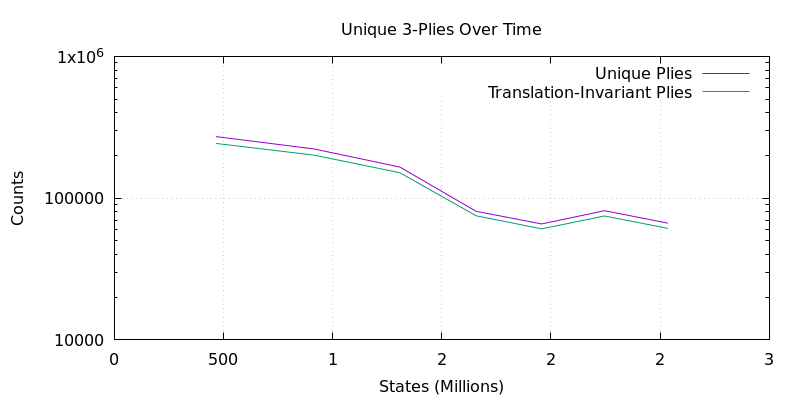 Unique 3-Plies Over Time
1x10^6
Unique Plies
Translation-Invariant Plies
Counts
100000
10000
0 500 1 2 2 2 3
States (Millions)